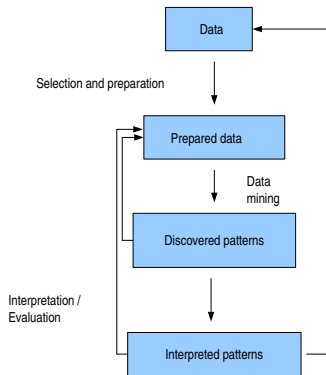 Data
Selection and preparation
Prepared data
Data
mining
Discovered patterns
Interpretation /
Evaluation
Interpreted patterns